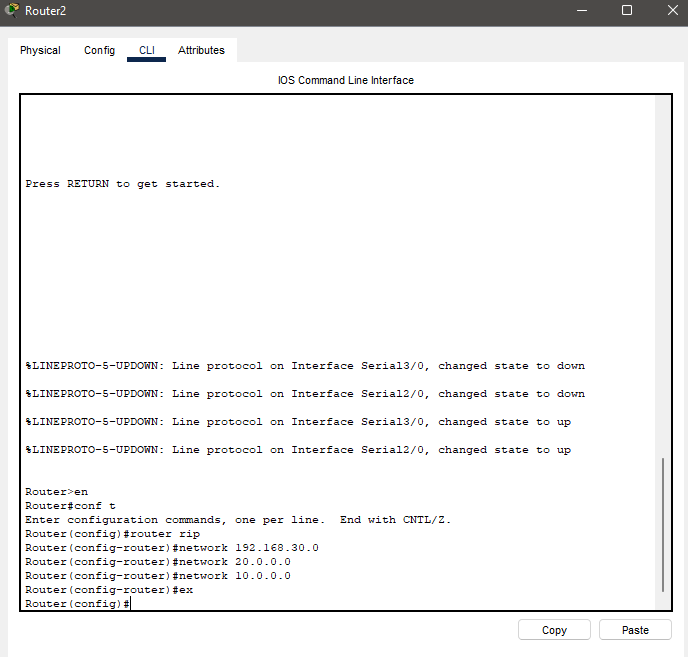 Router2
Physical Config CLI Attributes
IOS Command Line Interface
Press RETURN to get started.
%LINEPROTO-5-UPDOWN: Line protocol on Interface Serial3/0, changed state to down
%LINEPROTO-5-UPDOWN: Line protocol on Interface Serial2/0, changed state to down
%LINEPROTO-5-UPDOWN: Line protocol on Interface Serial3/0, changed state to up
%LINEPROTO-5-UPDOWN: Line protocol on Interface Serial2/0, changed state to up
Router>en
Router#conf t
Enter configuration commands, one per line.  End with CNTL/Z.
Router(config)#router rip
Router(config-router)#network 192.168.30.0
Router(config-router)#network 20.0.0.0
Router(config-router)#network 10.0.0.0
Router(config-router)#ex
Router(config)#
Copy Paste